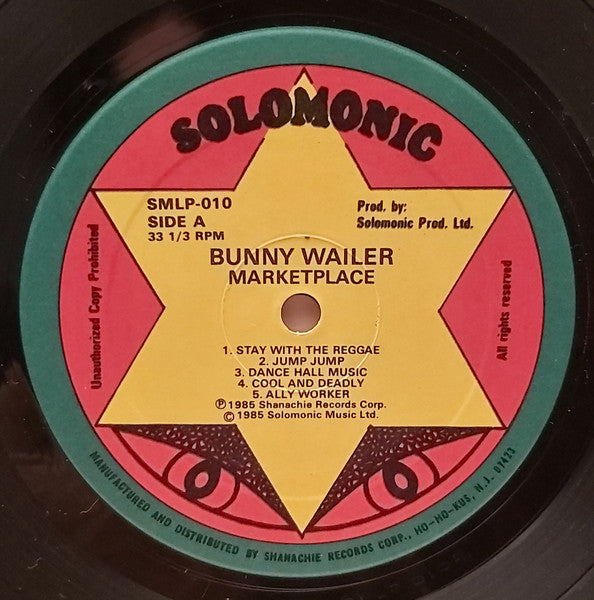 SOLOMONIC
SMLP-010
SIDE A
33 1/3 RPM
Prod. by:
Solomonic Prod. Ltd.
BUNNY WAILER
MARKETPLACE
Unauthorized Copy Prohibited
All rights reserved
1. STAY WITH THE REGGAE
2. JUMP JUMP
3. DANCE HALL MUSIC
4. COOL AND DEADLY
5. ALLY WORKER
℗ 1985 Shanachie Records Corp.
© 1985 Solomonic Music Ltd.
MANUFACTURED AND DISTRIBUTED BY SHANACHIE RECORDS CORP., HO-HO-KUS, N.J. 07423